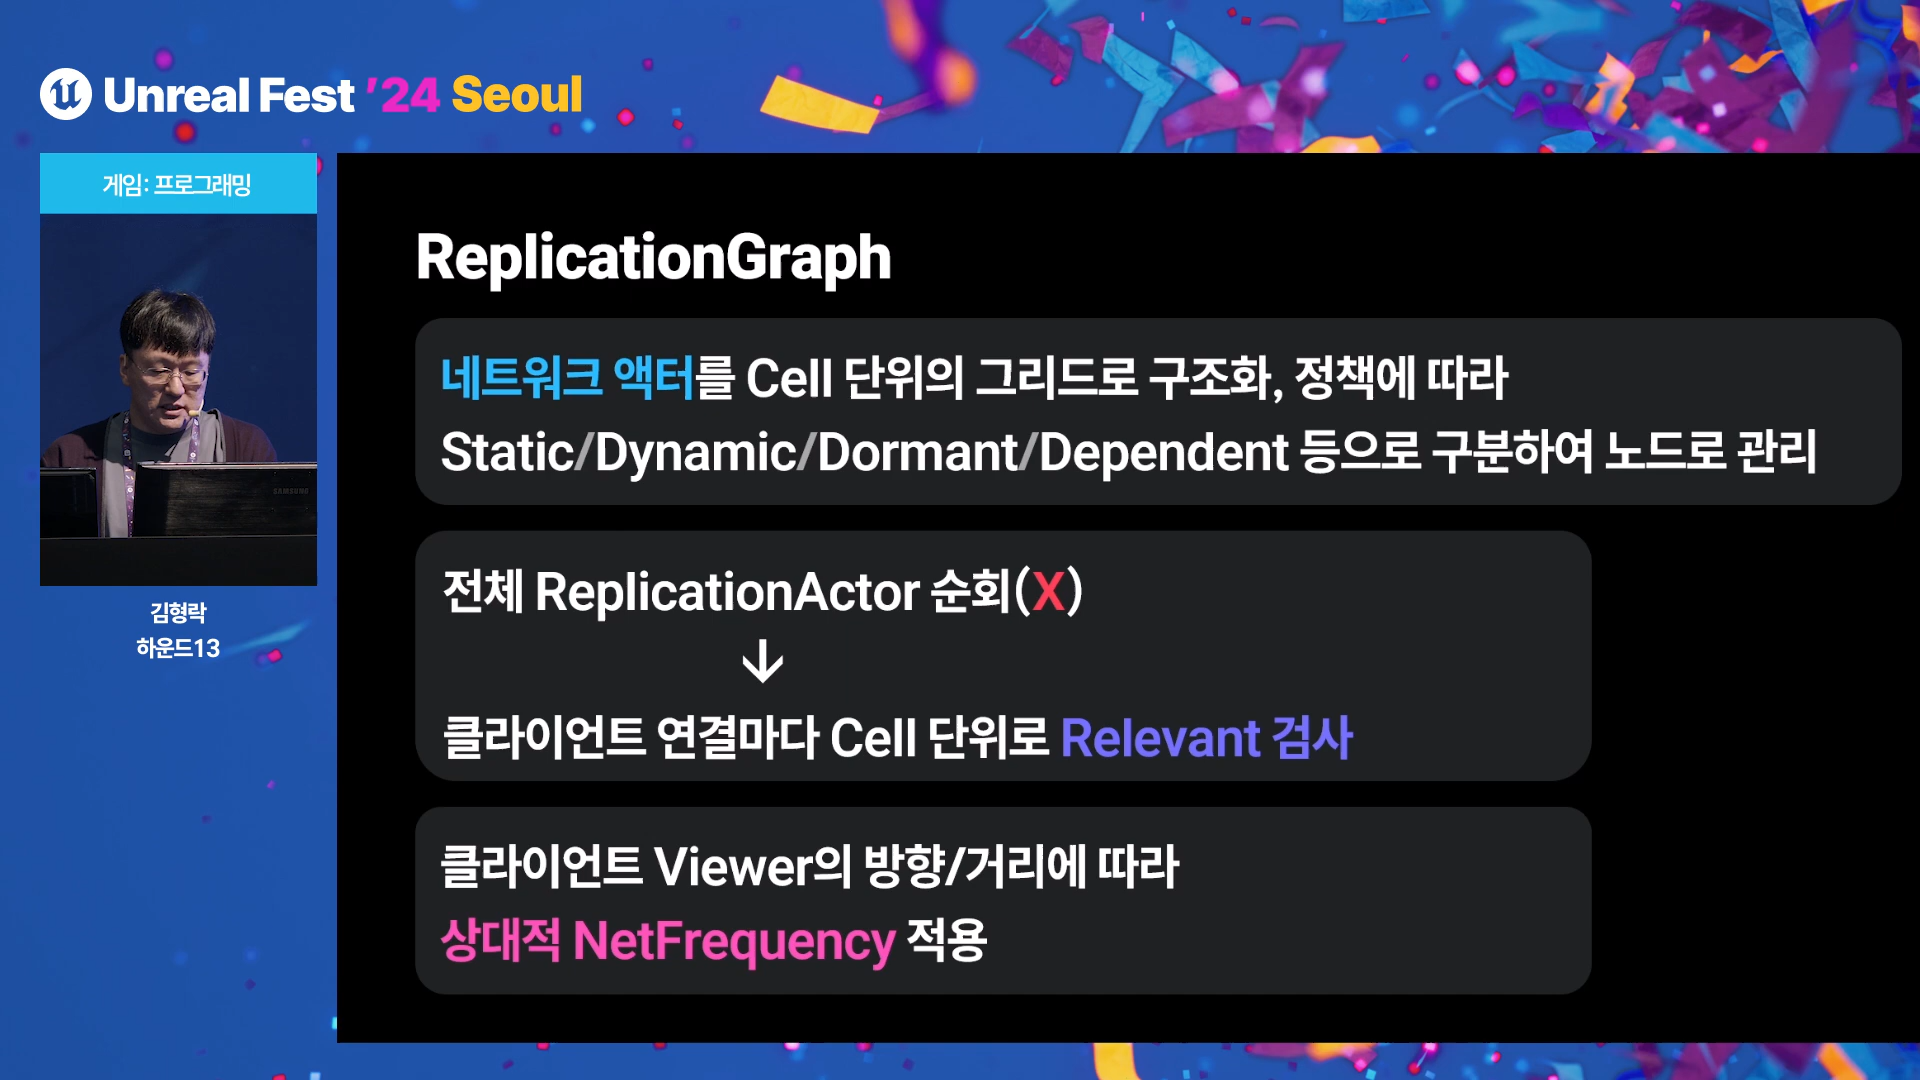 Unreal Fest '24 Seoul
게임: 프로그래밍
SAMSUNG
김형락
하운드13
ReplicationGraph
네트워크 액터를 Cell 단위의 그리드로 구조화, 정책에 따라
Static/Dynamic/Dormant/Dependent 등으로 구분하여 노드로 관리
전체 ReplicationActor 순회(X)
↓
클라이언트 연결마다 Cell 단위로 Relevant 검사
클라이언트 Viewer의 방향/거리에 따라
상대적 NetFrequency 적용